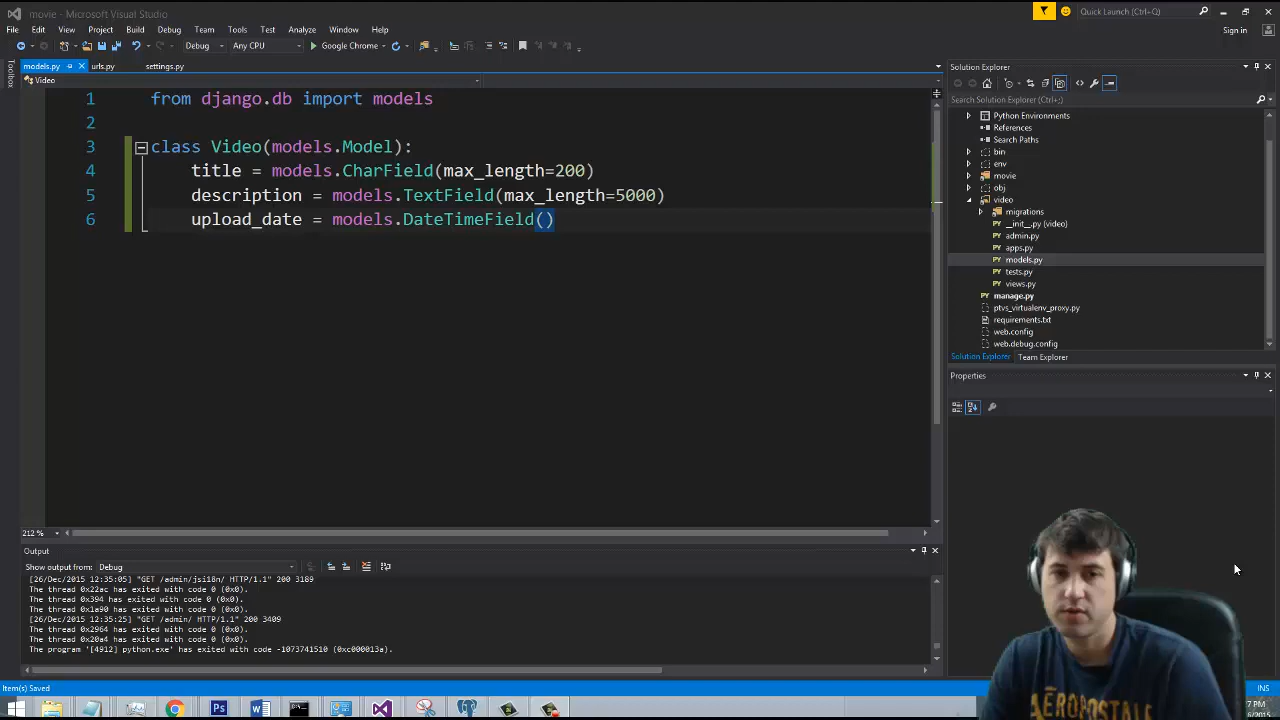 movie - Microsoft Visual Studio
Quick Launch (Ctrl+Q)
File Edit View Project Build Debug Team Tools Test Analyze Window Help
Sign in
Debug Any CPU Google Chrome
models.py urls.py settings.py
Toolbox
Video
1 from django.db import models
2
3 class Video(models.Model):
4 title = models.CharField(max_length=200)
5 description = models.TextField(max_length=5000)
6 upload_date = models.DateTimeField()
212 %
Solution Explorer
Search Solution Explorer (Ctrl+;)
Python Environments
References
Search Paths
bin
env
movie
obj
video
migrations
__init__.py (video)
admin.py
apps.py
models.py
tests.py
views.py
manage.py
ptvs_virtualenv_proxy.py
requirements.txt
web.config
web.debug.config
Solution Explorer Team Explorer
Properties
Output
Show output from: Debug
[26/Dec/2015 12:35:05] "GET /admin/jsi18n/ HTTP/1.1" 200 3189
The thread 0x22ac has exited with code 0 (0x0).
The thread 0x394 has exited with code 0 (0x0).
The thread 0x1a90 has exited with code 0 (0x0).
[26/Dec/2015 12:35:25] "GET /admin/ HTTP/1.1" 200 3409
The thread 0x2964 has exited with code 0 (0x0).
The thread 0x20a4 has exited with code 0 (0x0).
The program '[4912] python.exe' has exited with code -1073741510 (0xc000013a).
Item(s) Saved
INS
7 PM
6/2015
AÉROPOSTALE